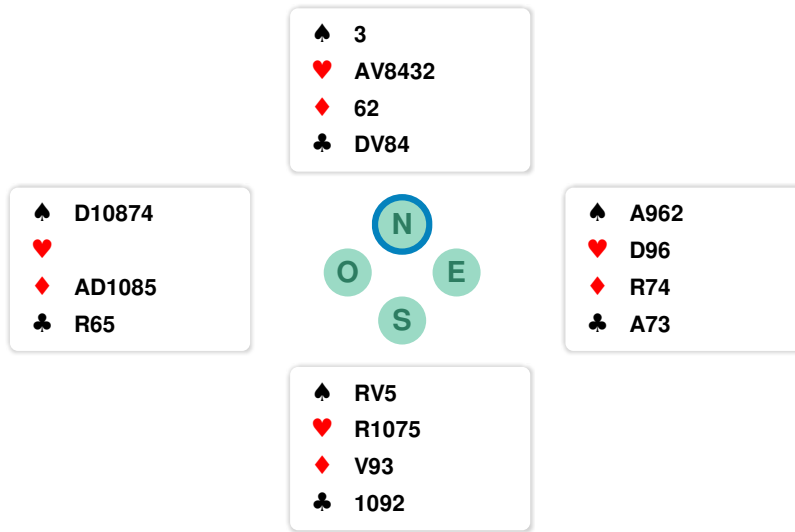 ♠ 3
♥ AV8432
♦ 62
♣ DV84
♠ D10874
♥
♦ AD1085
♣ R65
N
O E
S
♠ A962
♥ D96
♦ R74
♣ A73
♠ RV5
♥ R1075
♦ V93
♣ 1092